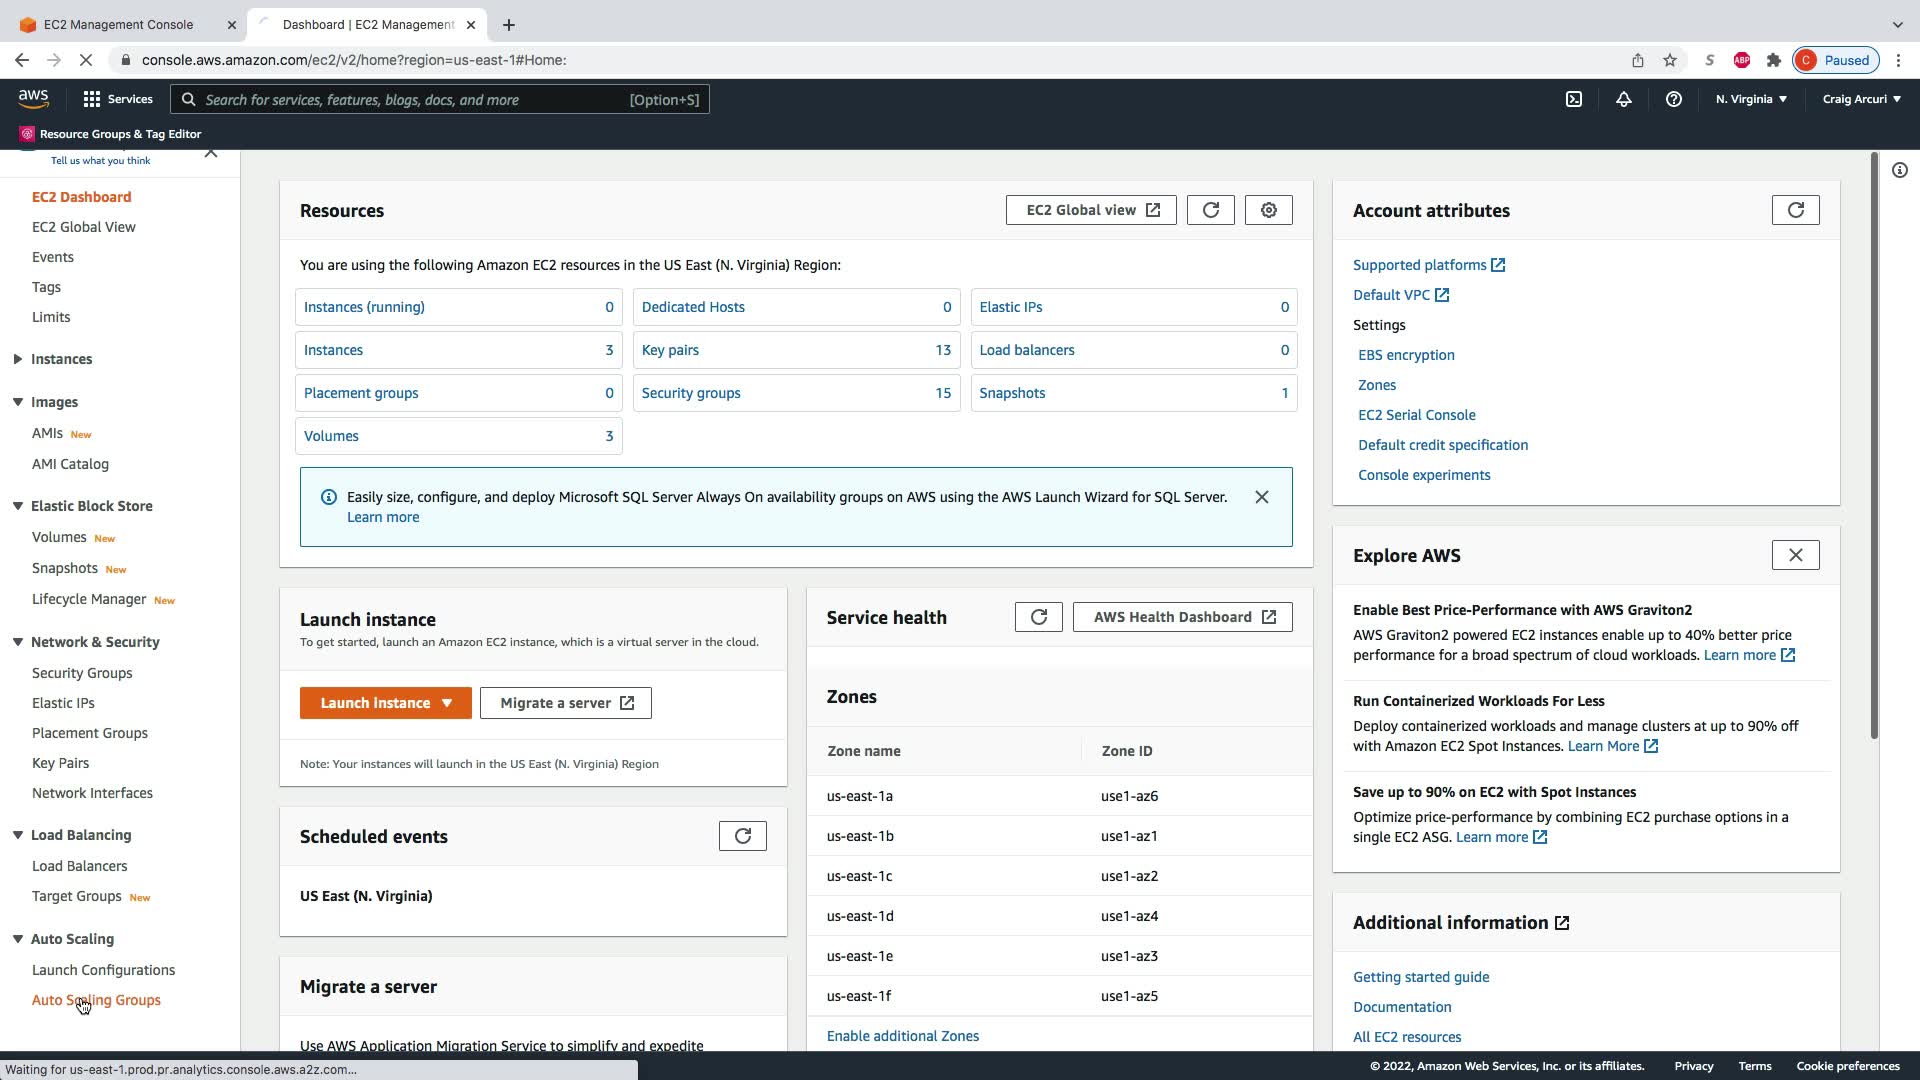 EC2 Management Console
Dashboard | EC2 Management
console.aws.amazon.com/ec2/v2/home?region=us-east-1#Home:
S
ABP
C Paused
aws
Services
Search for services, features, blogs, docs, and more [Option+S]
N. Virginia
Craig Arcuri
Resource Groups & Tag Editor
Tell us what you think
EC2 Dashboard
EC2 Global View
Events
Tags
Limits
Instances
Images
AMIs New
AMI Catalog
Elastic Block Store
Volumes New
Snapshots New
Lifecycle Manager New
Network & Security
Security Groups
Elastic IPs
Placement Groups
Key Pairs
Network Interfaces
Load Balancing
Load Balancers
Target Groups New
Auto Scaling
Launch Configurations
Auto Scaling Groups
Resources
EC2 Global view
You are using the following Amazon EC2 resources in the US East (N. Virginia) Region:
Instances (running) 0
Dedicated Hosts 0
Elastic IPs 0
Instances 3
Key pairs 13
Load balancers 0
Placement groups 0
Security groups 15
Snapshots 1
Volumes 3
Easily size, configure, and deploy Microsoft SQL Server Always On availability groups on AWS using the AWS Launch Wizard for SQL Server.
Learn more
Launch instance
To get started, launch an Amazon EC2 instance, which is a virtual server in the cloud.
Launch instance
Migrate a server
Note: Your instances will launch in the US East (N. Virginia) Region
Scheduled events
US East (N. Virginia)
Migrate a server
Use AWS Application Migration Service to simplify and expedite
Service health
AWS Health Dashboard
Zones
Zone name Zone ID
us-east-1a use1-az6
us-east-1b use1-az1
us-east-1c use1-az2
us-east-1d use1-az4
us-east-1e use1-az3
us-east-1f use1-az5
Enable additional Zones
Account attributes
Supported platforms
Default VPC
Settings
EBS encryption
Zones
EC2 Serial Console
Default credit specification
Console experiments
Explore AWS
Enable Best Price-Performance with AWS Graviton2
AWS Graviton2 powered EC2 instances enable up to 40% better price
performance for a broad spectrum of cloud workloads. Learn more
Run Containerized Workloads For Less
Deploy containerized workloads and manage clusters at up to 90% off
with Amazon EC2 Spot Instances. Learn More
Save up to 90% on EC2 with Spot Instances
Optimize price-performance by combining EC2 purchase options in a
single EC2 ASG. Learn more
Additional information
Getting started guide
Documentation
All EC2 resources
Waiting for us-east-1.prod.pr.analytics.console.aws.a2z.com...
© 2022, Amazon Web Services, Inc. or its affiliates. Privacy Terms Cookie preferences